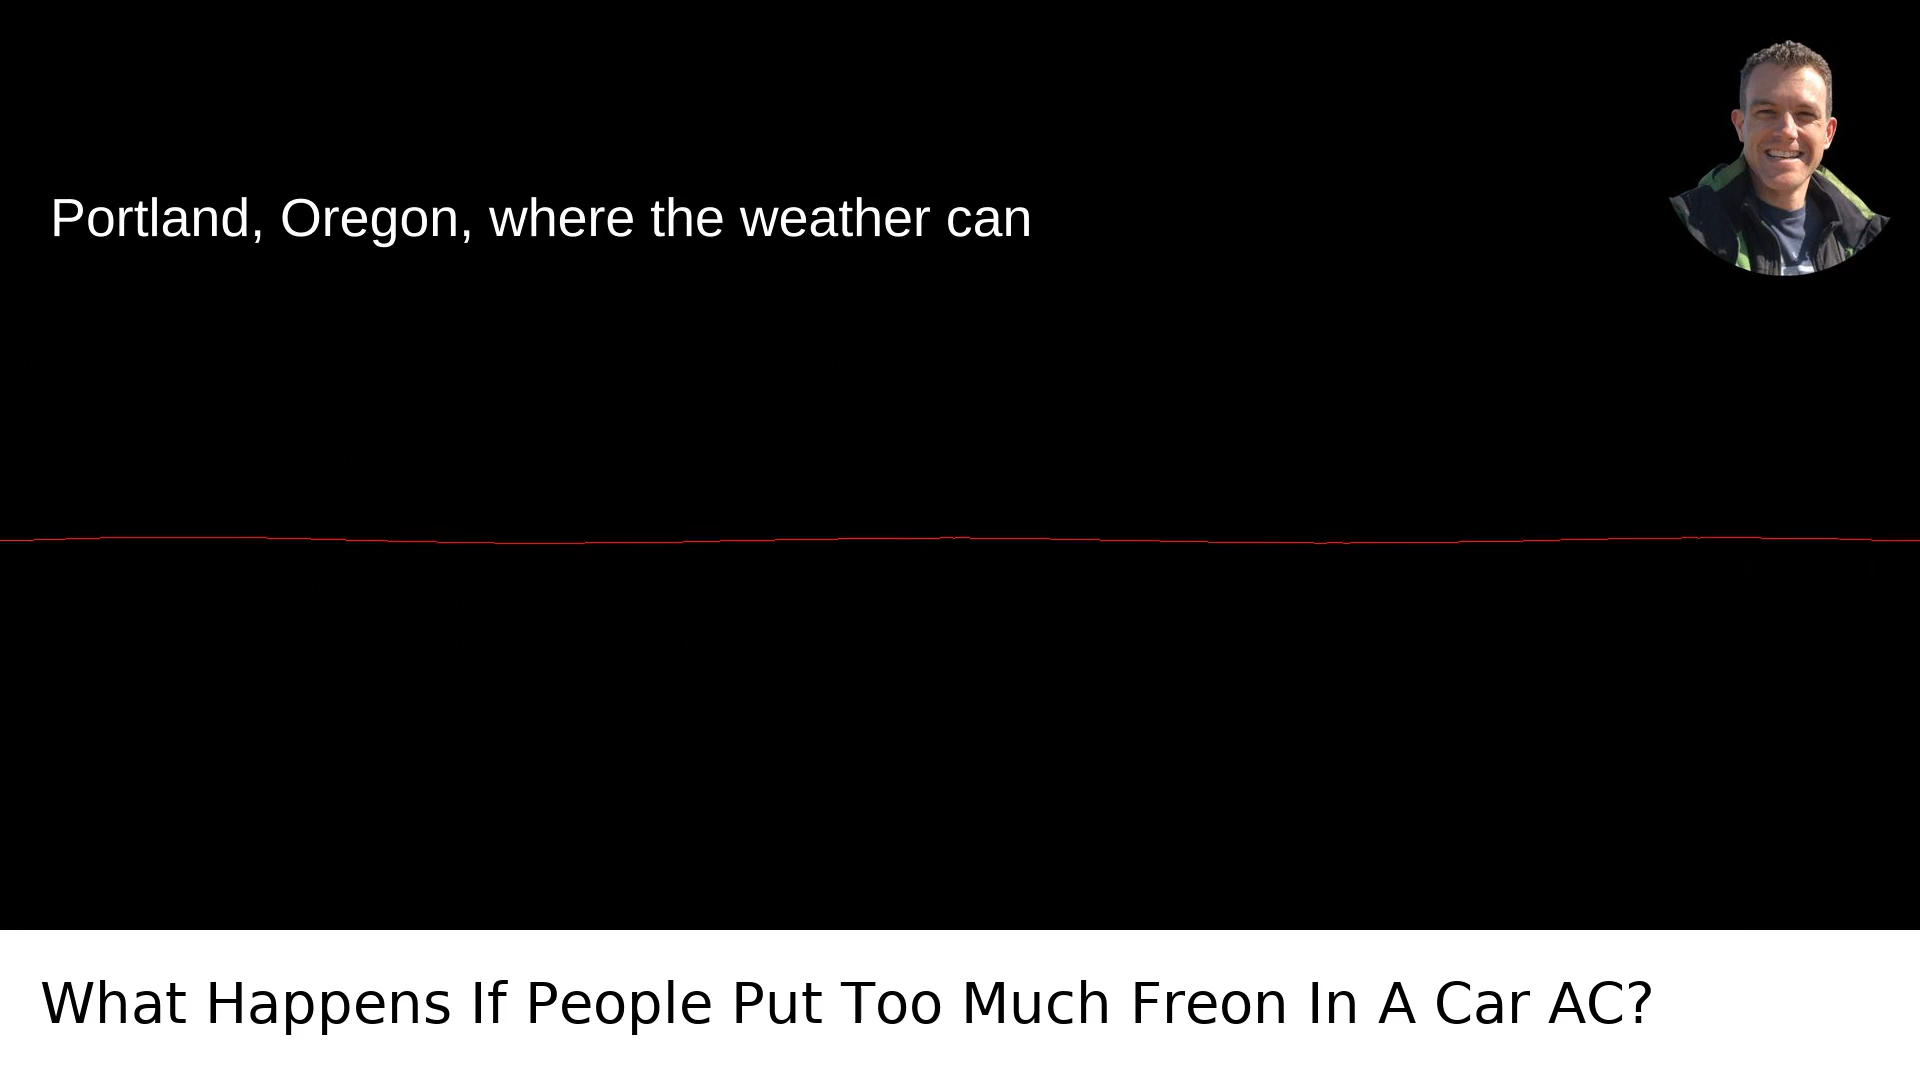 Portland, Oregon, where the weather can
What Happens If People Put Too Much Freon In A Car AC?